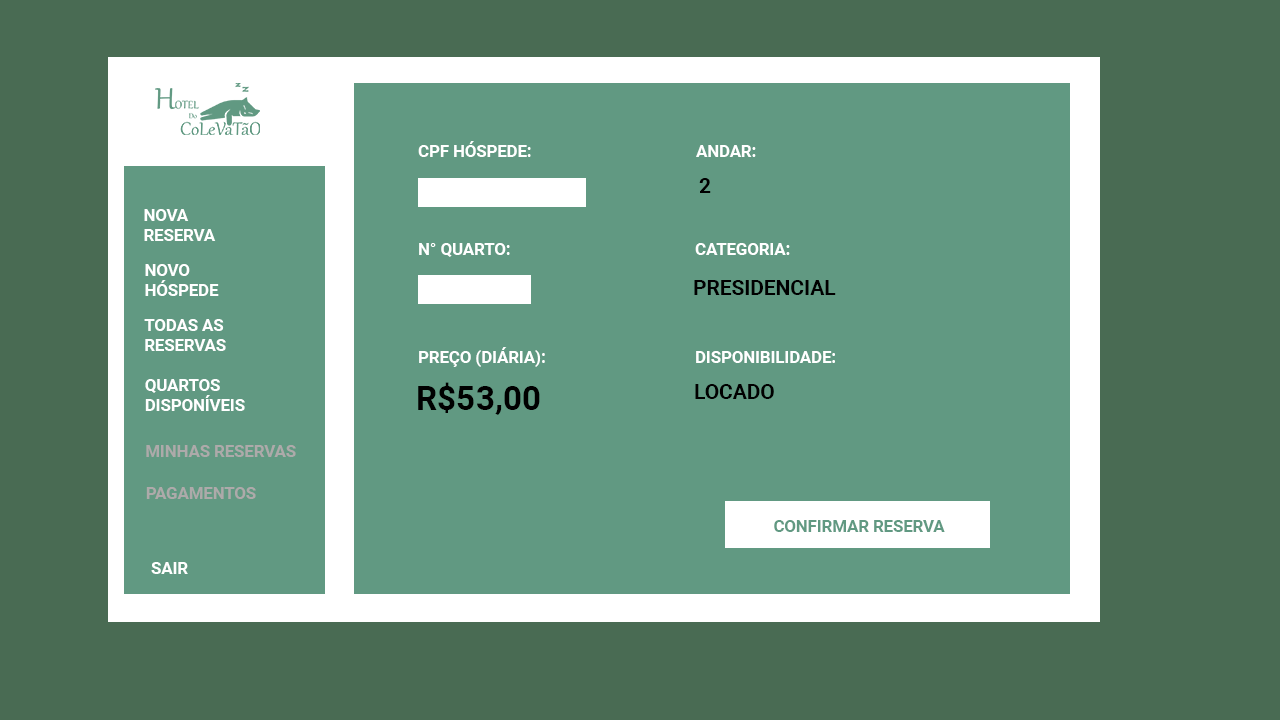 z z
HOTEL
Do
CoLeVaTãO
NOVA
RESERVA
NOVO
HÓSPEDE
TODAS AS
RESERVAS
QUARTOS
DISPONÍVEIS
MINHAS RESERVAS
PAGAMENTOS
SAIR
CPF HÓSPEDE:
ANDAR:
2
N° QUARTO:
CATEGORIA:
PRESIDENCIAL
PREÇO (DIÁRIA):
R$53,00
DISPONIBILIDADE:
LOCADO
CONFIRMAR RESERVA